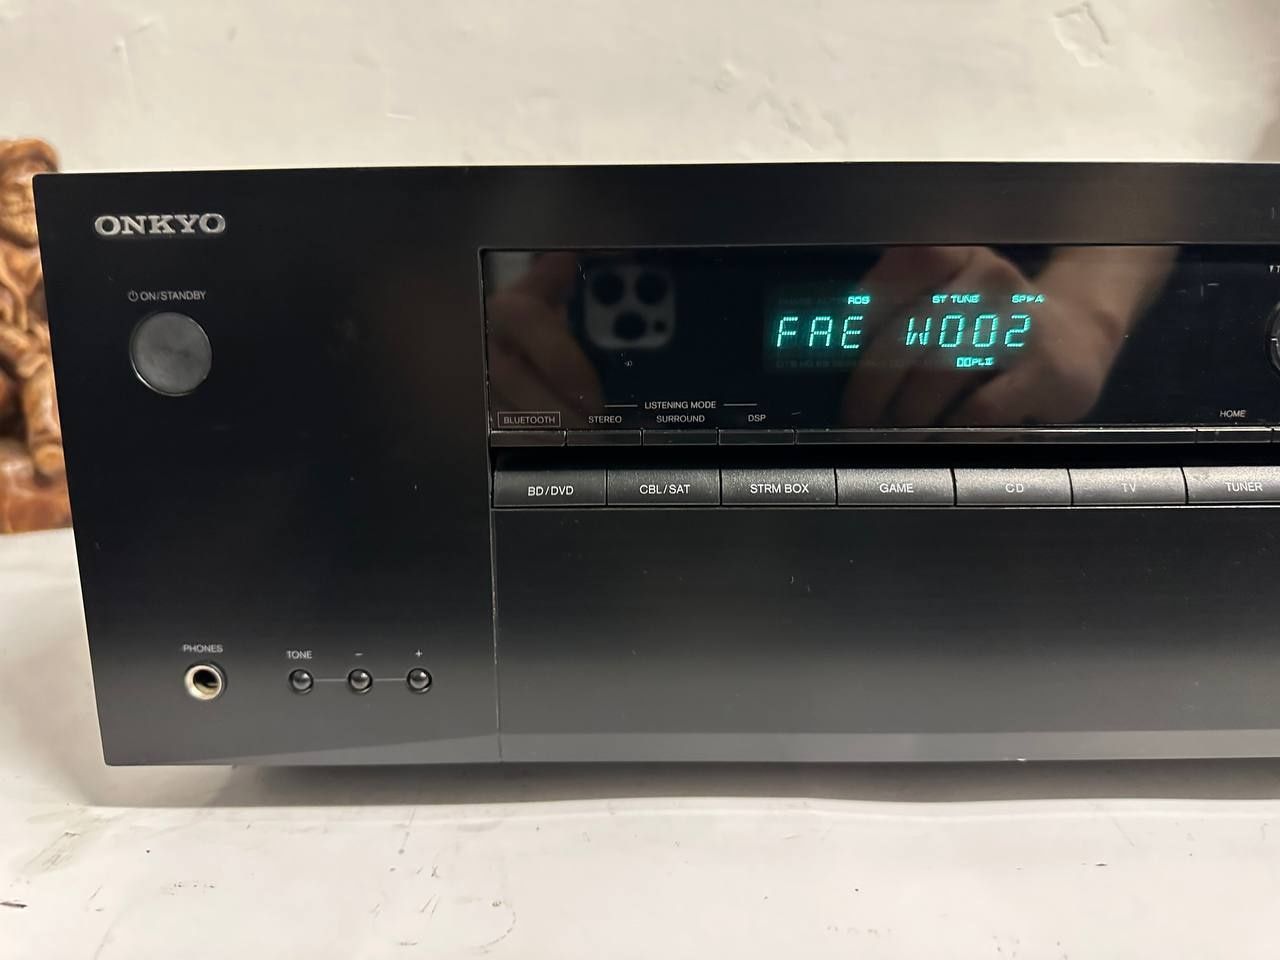 ONKYO
ON/STANDBY
RDS ST TUNE SP▸A
FAE W002
PLII
LISTENING MODE
BLUETOOTH STEREO SURROUND DSP HOME
BD/DVD CBL/SAT STRM BOX GAME CD TV TUNER
PHONES TONE − +